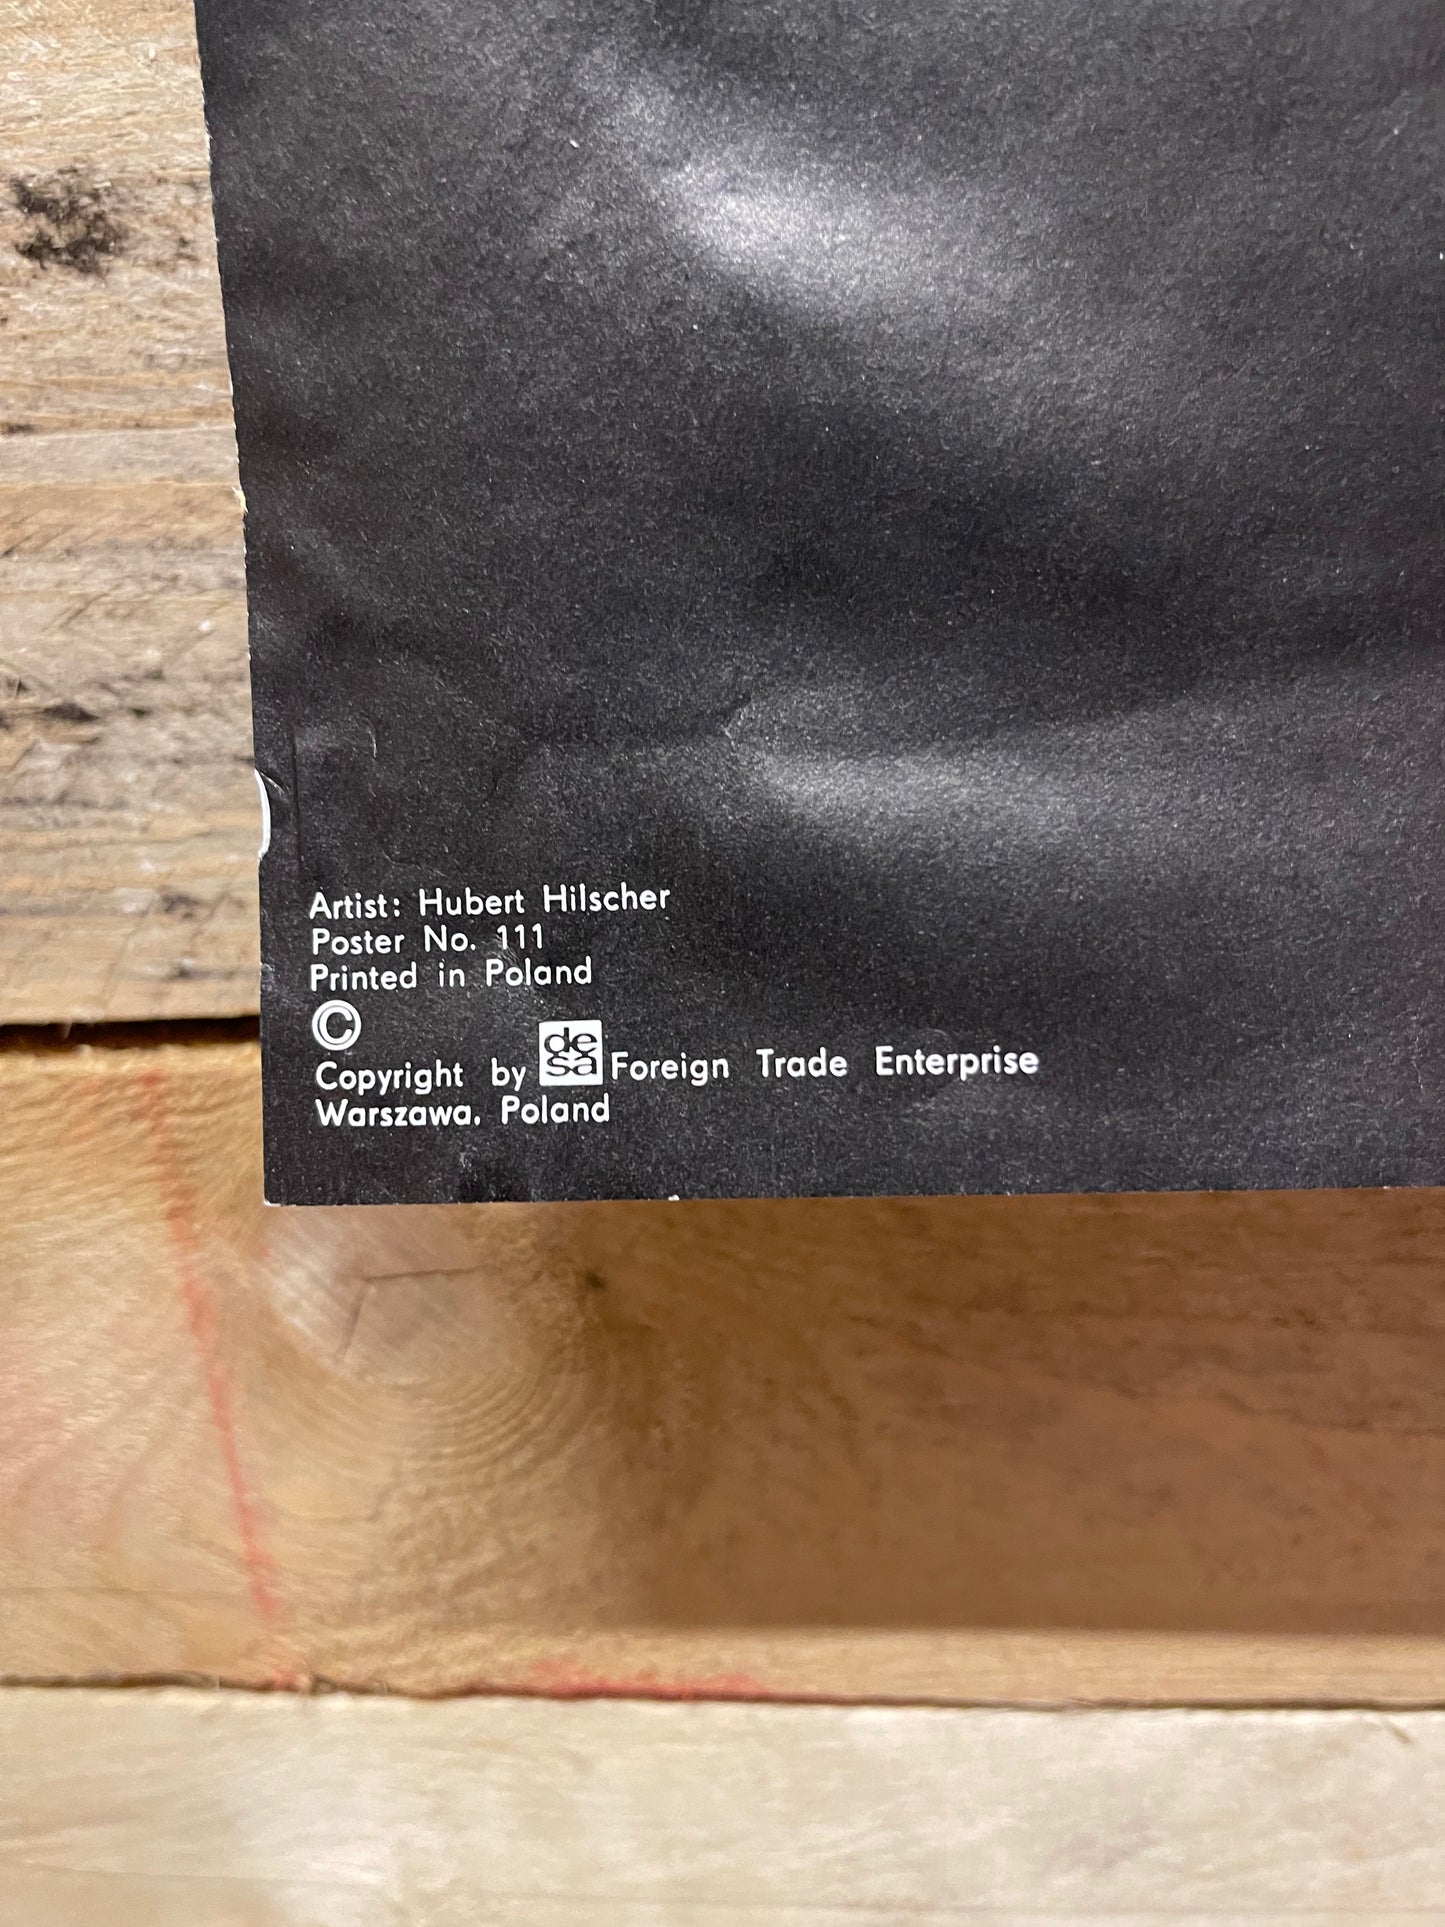 Artist: Hubert Hilscher
Poster No. 111
Printed in Poland
©
Copyright by desa Foreign Trade Enterprise
Warszawa. Poland